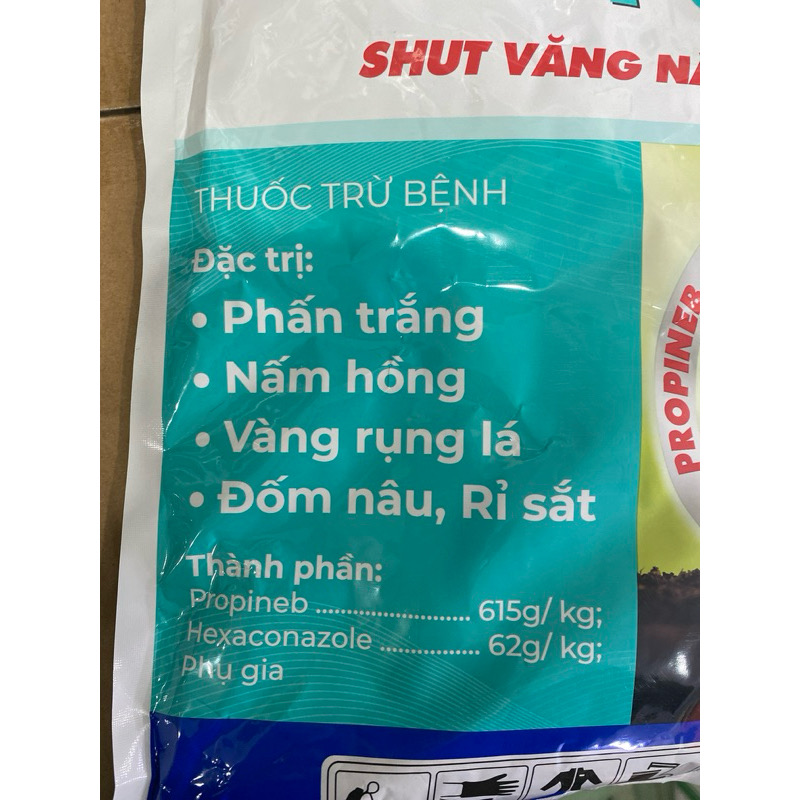 SHUT VĂNG
THUỐC TRỪ BỆNH
Đặc trị:
• Phấn trắng
• Nấm hồng
• Vàng rụng lá
• Đốm nâu, Rỉ sắt
Thành phần:
Propineb ........................ 615g/ kg;
Hexaconazole ................ 62g/ kg;
Phụ gia
PROPINER